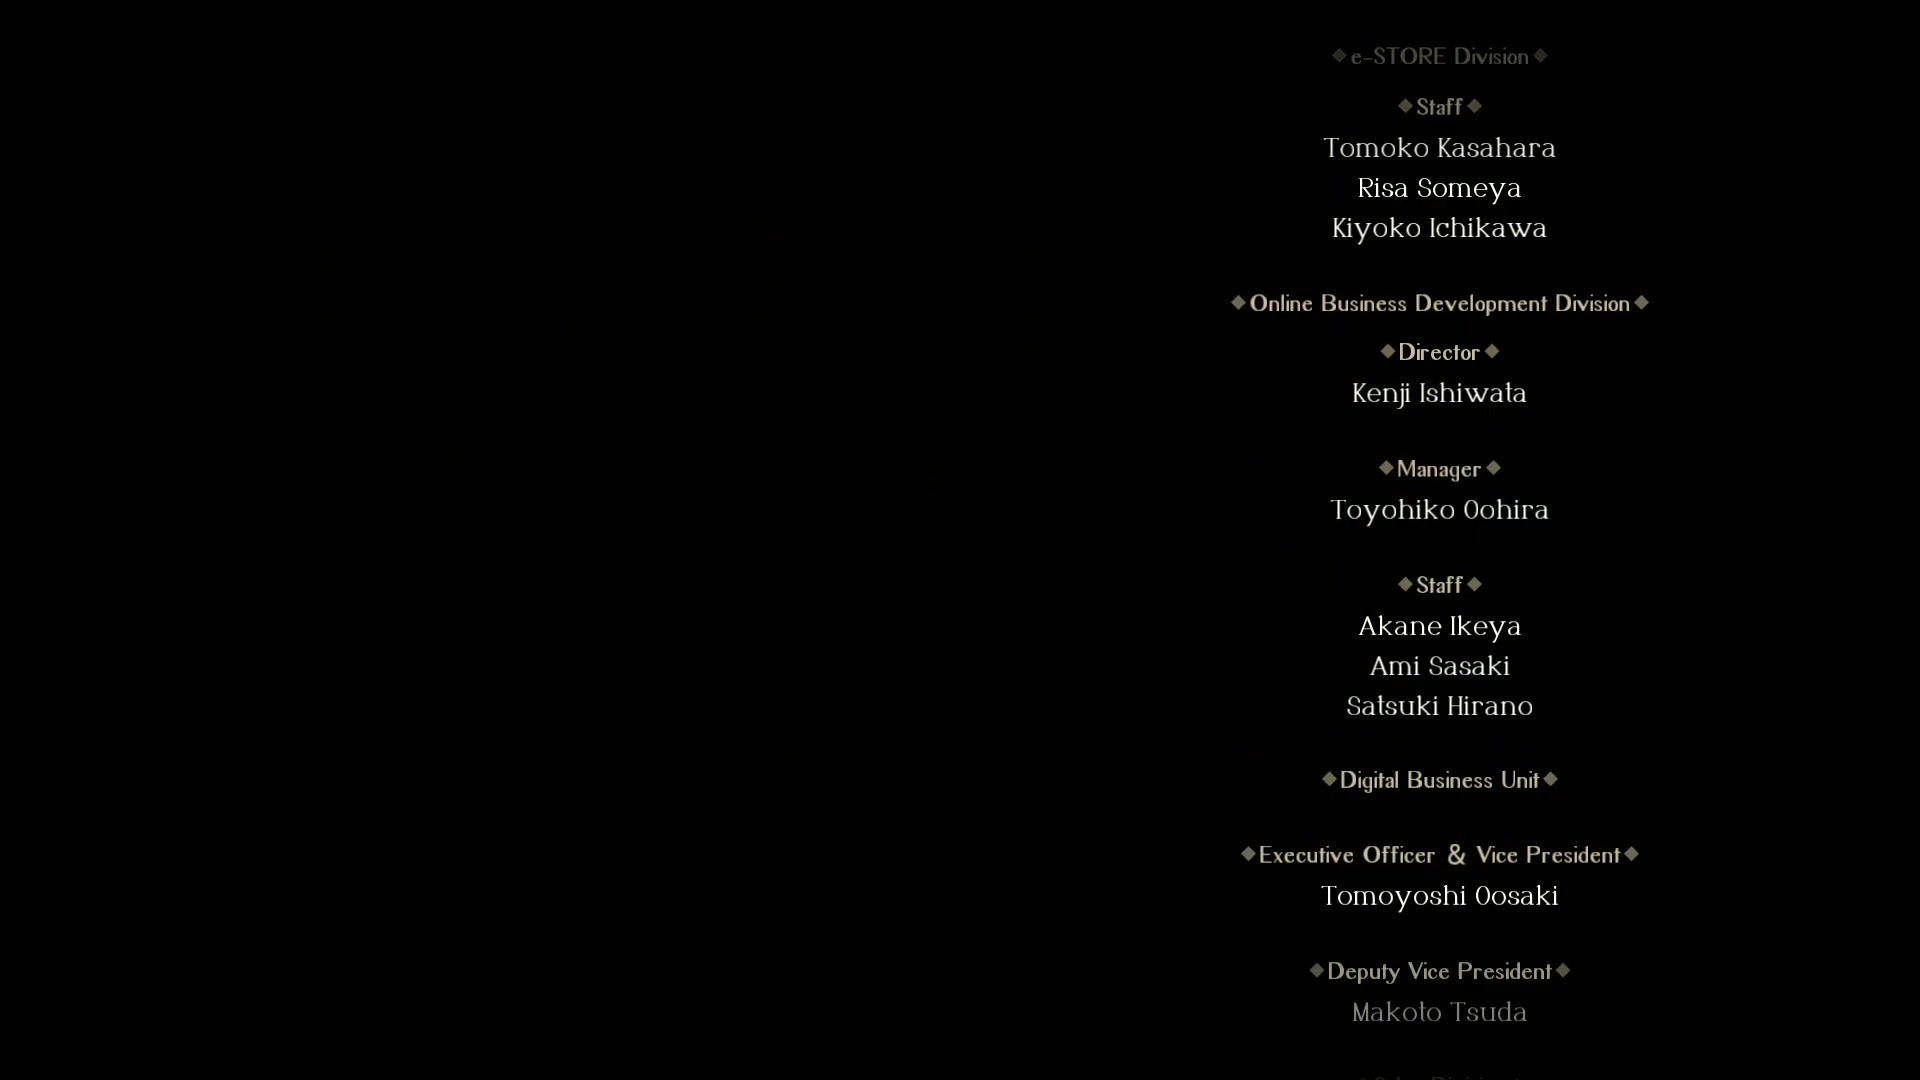 ◆e-STORE Division◆
◆Staff◆
Tomoko Kasahara
Risa Someya
Kiyoko Ichikawa
◆Online Business Development Division◆
◆Director◆
Kenji Ishiwata
◆Manager◆
Toyohiko Oohira
◆Staff◆
Akane Ikeya
Ami Sasaki
Satsuki Hirano
◆Digital Business Unit◆
◆Executive Officer & Vice President◆
Tomoyoshi Oosaki
◆Deputy Vice President◆
Makoto Tsuda